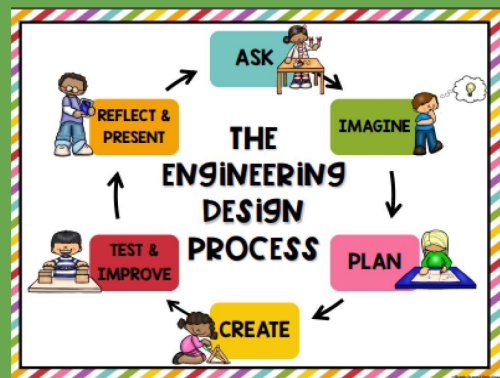 ASK
IMAGINE
PLAN
CREATE
TEST &
IMPROVE
REFLECT &
PRESENT
THE
ENGINEERING
DESIGN
PROCESS